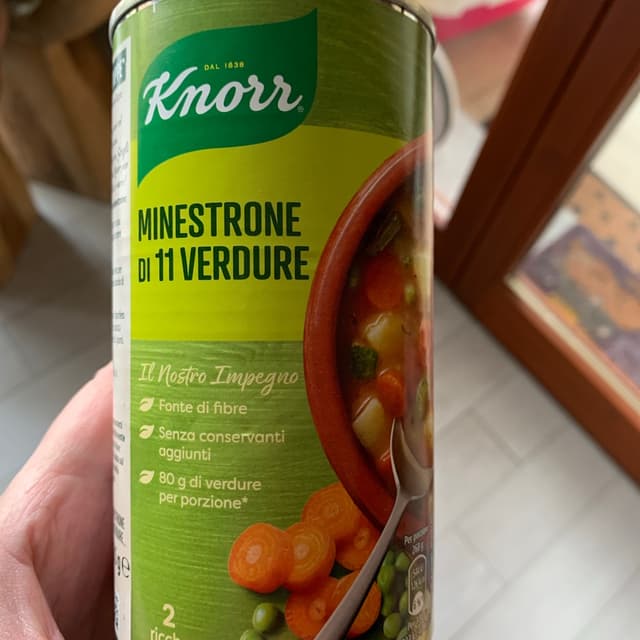 DAL 1838
Knorr
MINESTRONE
DI 11 VERDURE
Il Nostro Impegno
Fonte di fibre
Senza conservanti
aggiunti
80 g di verdure
per porzione*
2
ricch